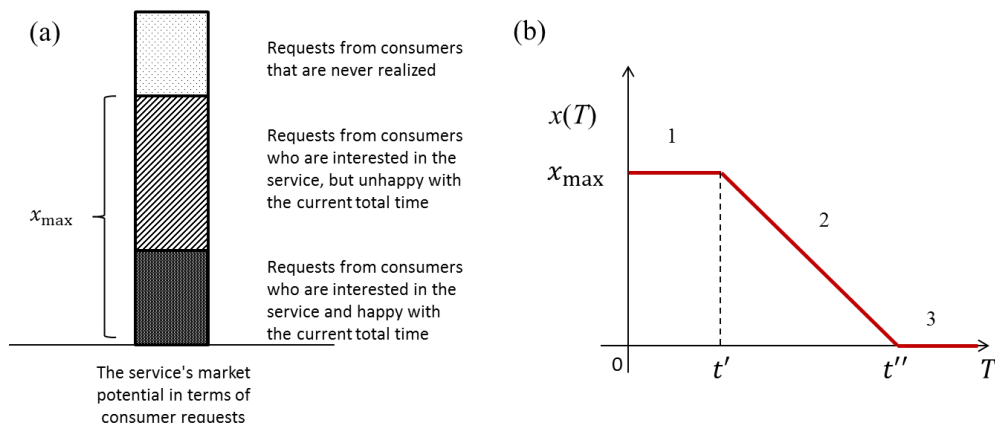 (a)
Requests from consumers
that are never realized
Requests from consumers
who are interested in the
service, but unhappy with
the current total time
x_max
Requests from consumers
who are interested in the
service and happy with
the current total time
The service's market
potential in terms of
consumer requests
(b)
x(T)
1
x_max
2
3
0
t′
t′′
T